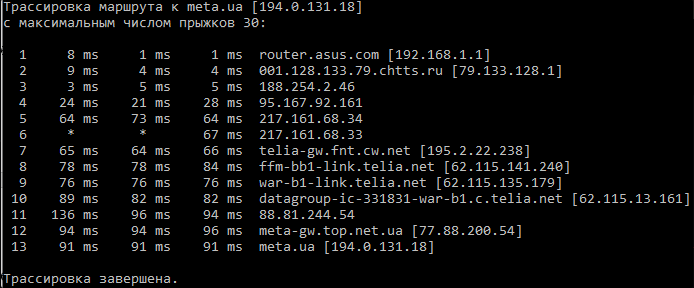 Трассировка маршрута к meta.ua [194.0.131.18]
с максимальным числом прыжков 30:
1 8 ms 1 ms 1 ms router.asus.com [192.168.1.1]
2 9 ms 4 ms 4 ms 001.128.133.79.chtts.ru [79.133.128.1]
3 3 ms 5 ms 5 ms 188.254.2.46
4 24 ms 21 ms 28 ms 95.167.92.161
5 64 ms 73 ms 64 ms 217.161.68.34
6 * * 67 ms 217.161.68.33
7 65 ms 64 ms 66 ms telia-gw.fnt.cw.net [195.2.22.238]
8 78 ms 78 ms 84 ms ffm-bb1-link.telia.net [62.115.141.240]
9 76 ms 76 ms 76 ms war-b1-link.telia.net [62.115.135.179]
10 89 ms 82 ms 82 ms datagroup-ic-331831-war-b1.c.telia.net [62.115.13.161]
11 136 ms 96 ms 94 ms 88.81.244.54
12 94 ms 94 ms 96 ms meta-gw.top.net.ua [77.88.200.54]
13 91 ms 91 ms 91 ms meta.ua [194.0.131.18]
Трассировка завершена.